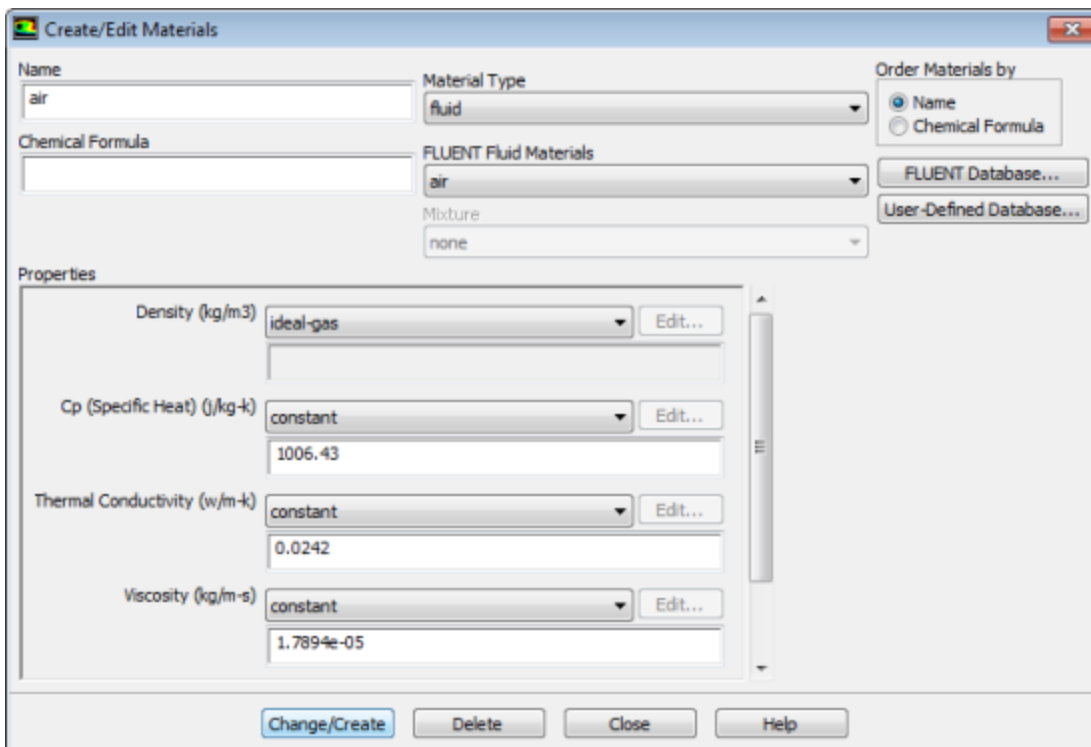 Create/Edit Materials
Name
air
Chemical Formula
Material Type
fluid
FLUENT Fluid Materials
air
Mixture
none
Order Materials by
Name
Chemical Formula
FLUENT Database...
User-Defined Database...
Properties
Density (kg/m3)
ideal-gas
Edit...
Cp (Specific Heat) (j/kg-k)
constant
Edit...
1006.43
Thermal Conductivity (w/m-k)
constant
Edit...
0.0242
Viscosity (kg/m-s)
constant
Edit...
1.7894e-05
Change/Create
Delete
Close
Help